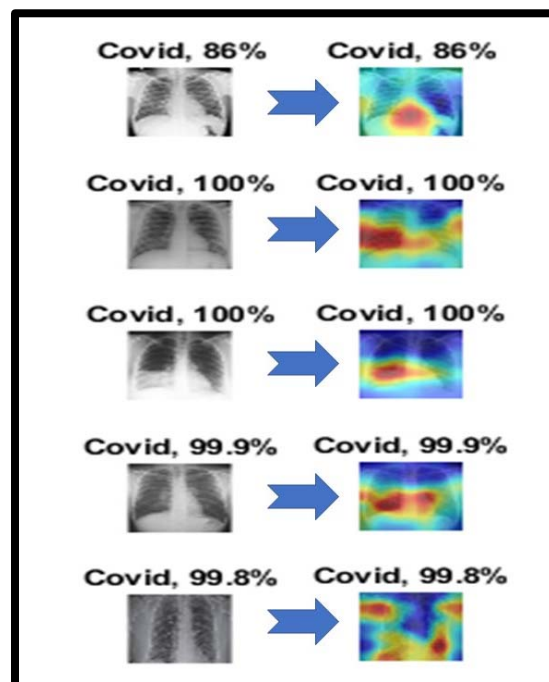 Covid, 86% Covid, 86%
Covid, 100% Covid, 100%
Covid, 100% Covid, 100%
Covid, 99.9% Covid, 99.9%
Covid, 99.8% Covid, 99.8%